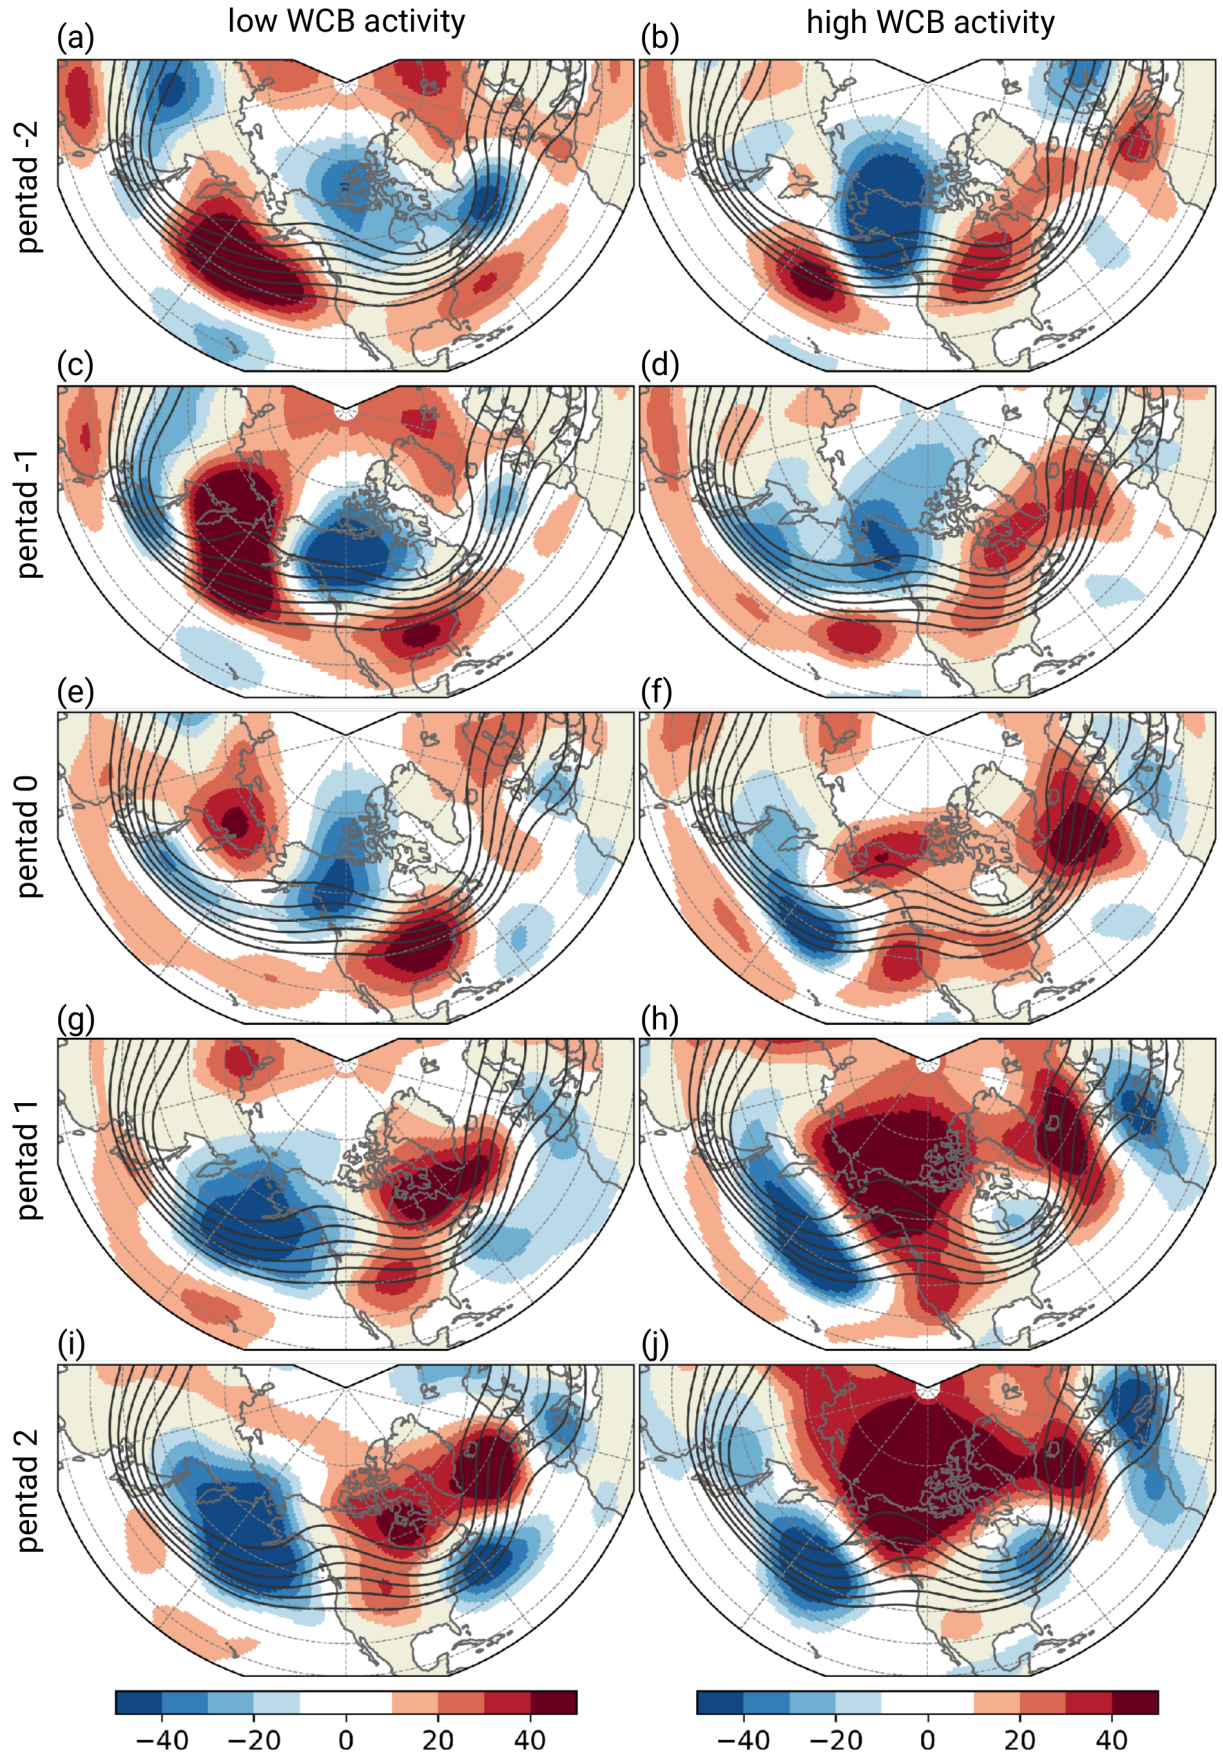 low WCB activity
high WCB activity
(a)
(b)
pentad -2
(c)
(d)
pentad -1
(e)
(f)
pentad 0
(g)
(h)
pentad 1
(i)
(j)
pentad 2
−40 −20 0 20 40
−40 −20 0 20 40